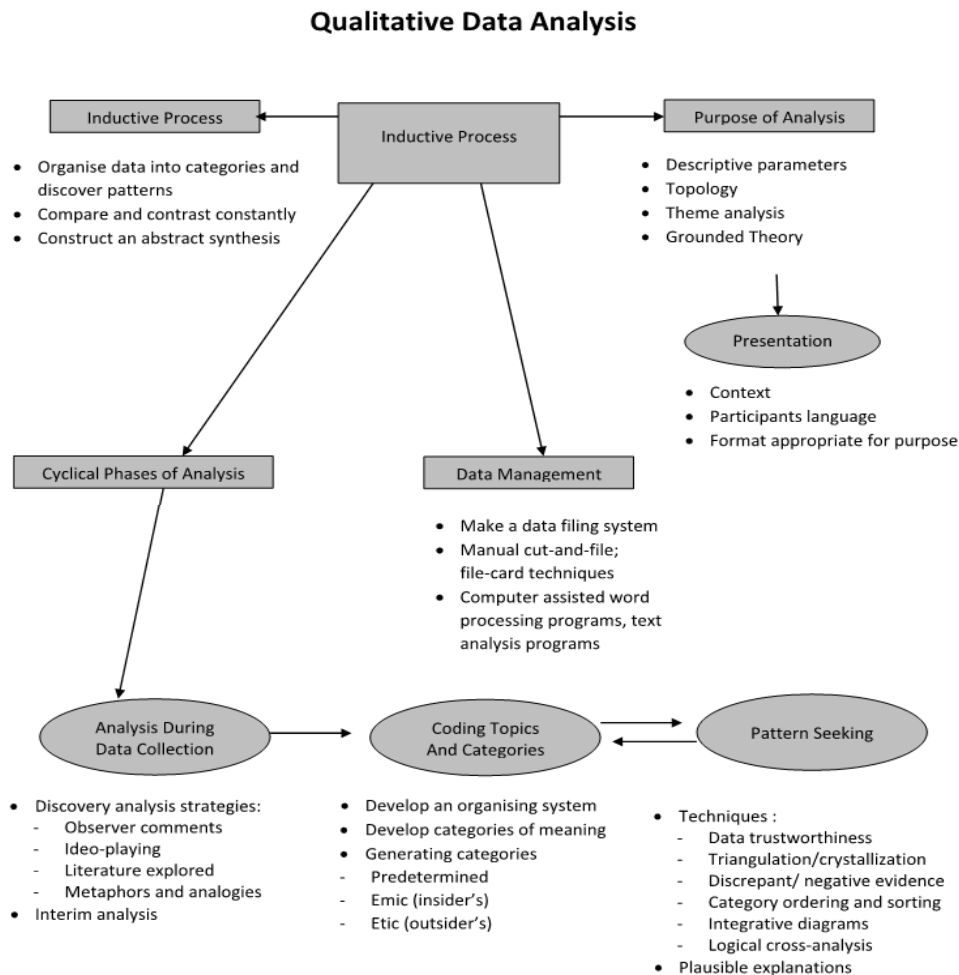 Qualitative Data Analysis
Inductive Process
Inductive Process
Purpose of Analysis
• Organise data into categories and
discover patterns
• Compare and contrast constantly
• Construct an abstract synthesis
• Descriptive parameters
• Topology
• Theme analysis
• Grounded Theory
Presentation
• Context
• Participants language
• Format appropriate for purpose
Cyclical Phases of Analysis
Data Management
• Make a data filing system
• Manual cut-and-file;
file-card techniques
• Computer assisted word
processing programs, text
analysis programs
Analysis During
Data Collection
Coding Topics
And Categories
Pattern Seeking
• Discovery analysis strategies:
- Observer comments
- Ideo-playing
- Literature explored
- Metaphors and analogies
• Interim analysis
• Develop an organising system
• Develop categories of meaning
• Generating categories
- Predetermined
- Emic (insider's)
- Etic (outsider's)
• Techniques :
- Data trustworthiness
- Triangulation/crystallization
- Discrepant/ negative evidence
- Category ordering and sorting
- Integrative diagrams
- Logical cross-analysis
• Plausible explanations